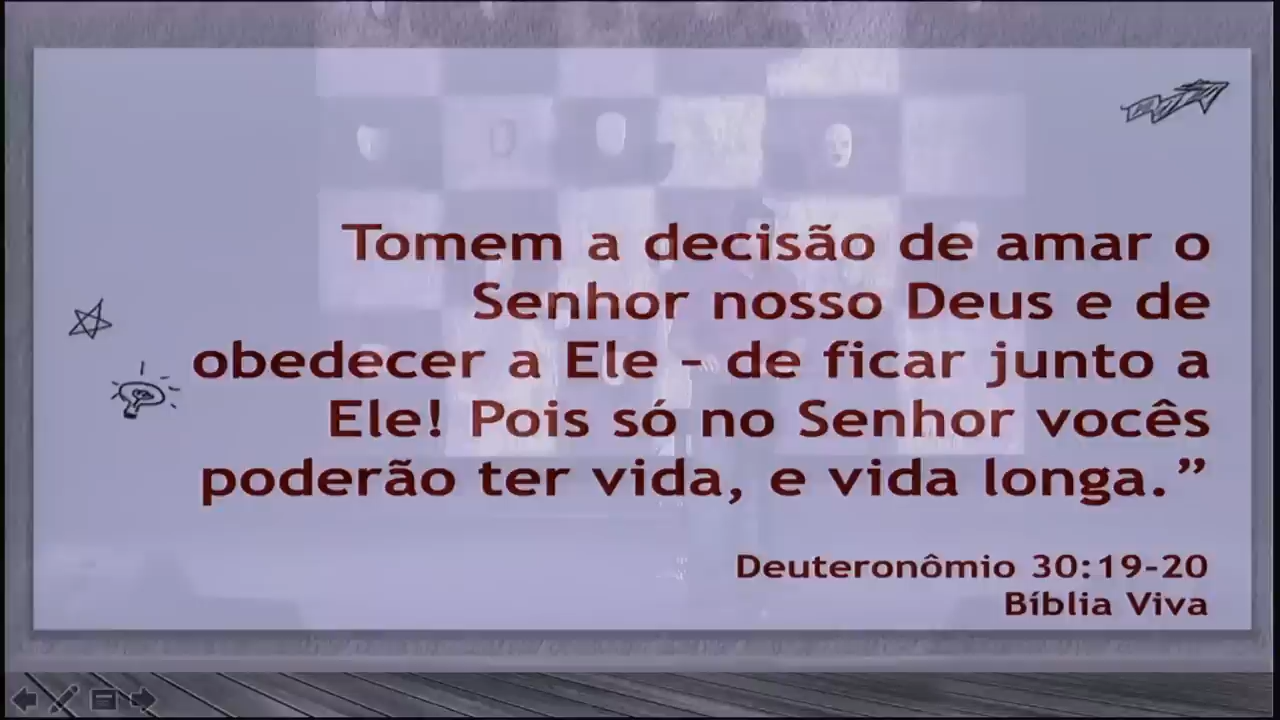 Tomem a decisão de amar o
Senhor nosso Deus e de
obedecer a Ele – de ficar junto a
Ele! Pois só no Senhor vocês
poderão ter vida, e vida longa.”
Deuteronômio 30:19-20
Bíblia Viva